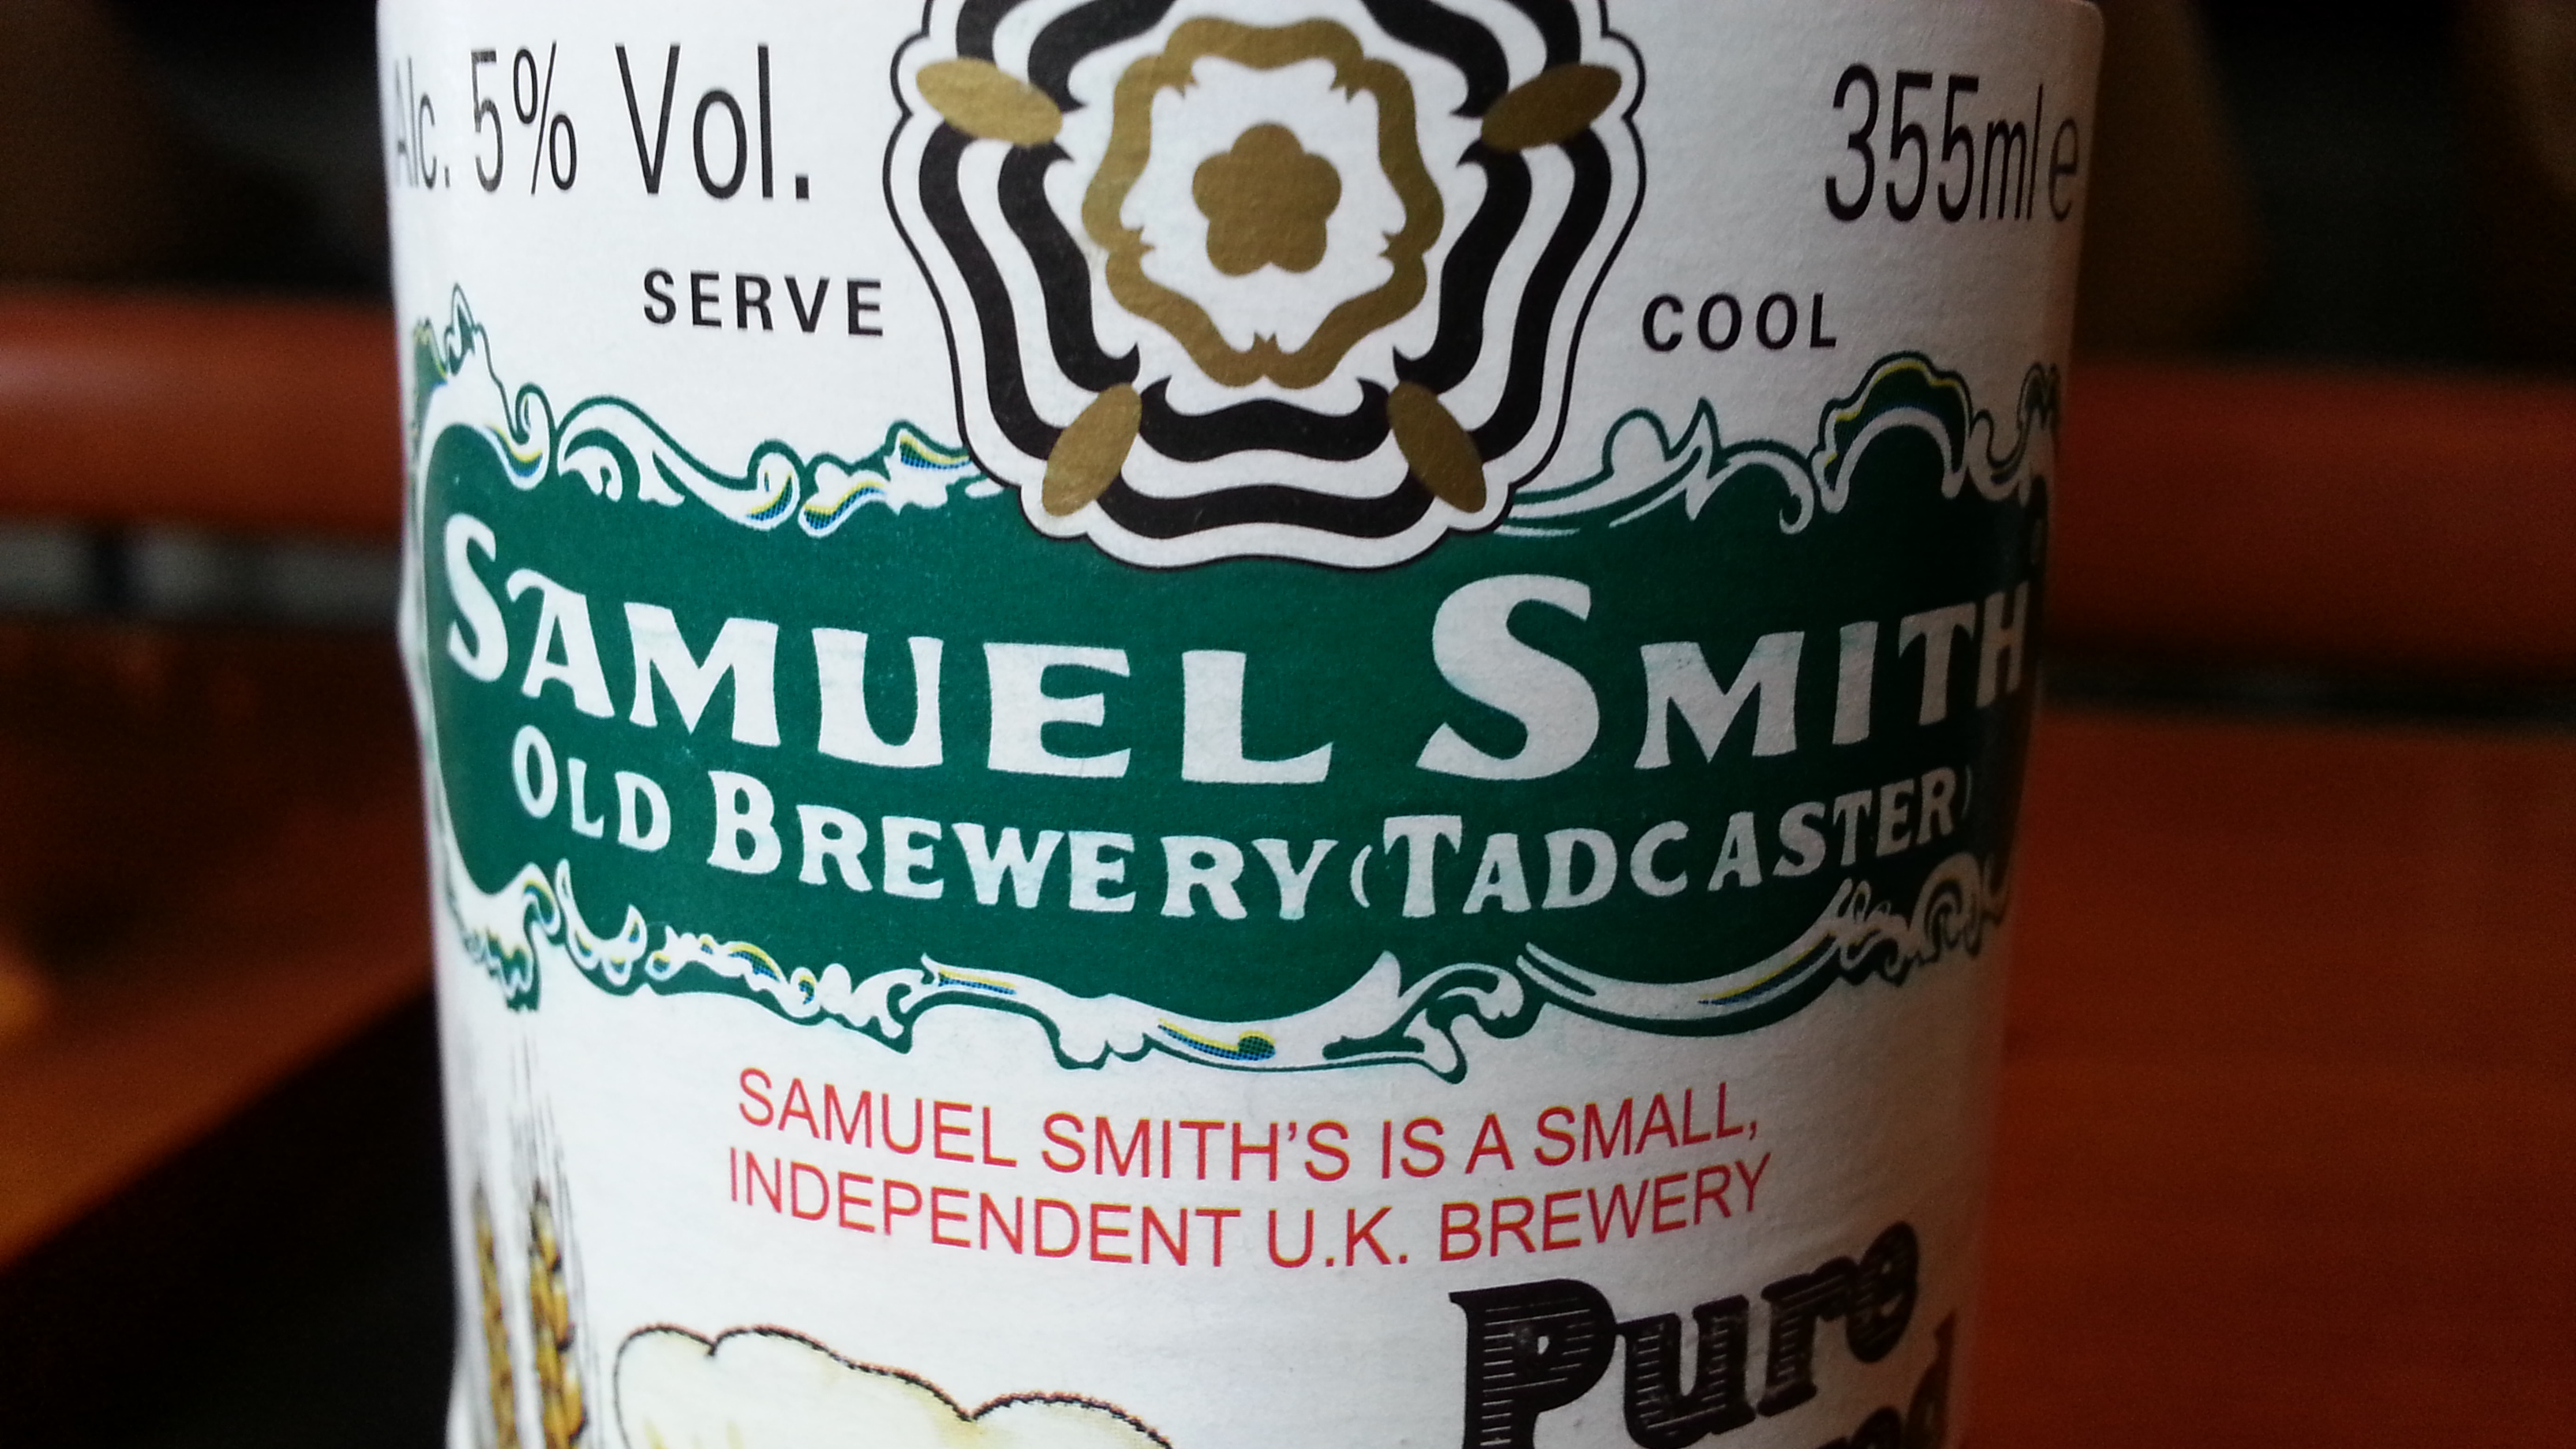 Alc. 5% Vol.
355ml e
SERVE COOL
SAMUEL SMITH
OLD BREWERY (TADCASTER)
SAMUEL SMITH'S IS A SMALL,
INDEPENDENT U.K. BREWERY
Pure